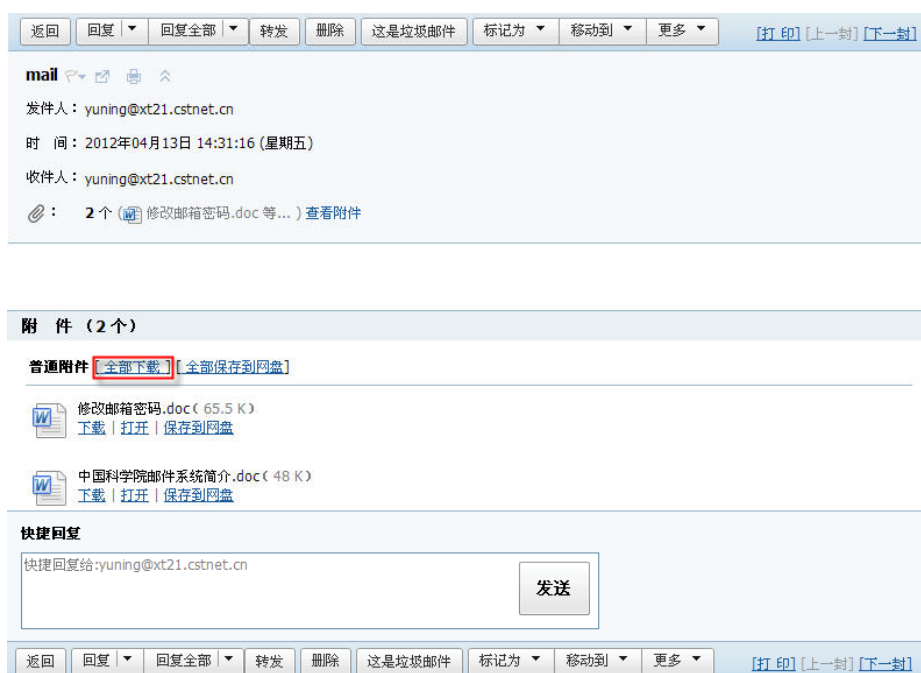 返回 回复 回复全部 转发 删除 这是垃圾邮件 标记为 移动到 更多 [打 印] [上一封] [下一封]
mail
发件人：yuning@xt21.cstnet.cn
时 间：2012年04月13日 14:31:16 (星期五)
收件人：yuning@xt21.cstnet.cn
： 2 个 (修改邮箱密码.doc 等... ) 查看附件
附 件 (2 个)
普通附件 [ 全部下载 ] [ 全部保存到网盘]
修改邮箱密码.doc ( 65.5 K)
下载 | 打开 | 保存到网盘
中国科学院邮件系统简介.doc ( 48 K)
下载 | 打开 | 保存到网盘
快捷回复
快捷回复给:yuning@xt21.cstnet.cn
发送
返回 回复 回复全部 转发 删除 这是垃圾邮件 标记为 移动到 更多 [打 印] [上一封] [下一封]